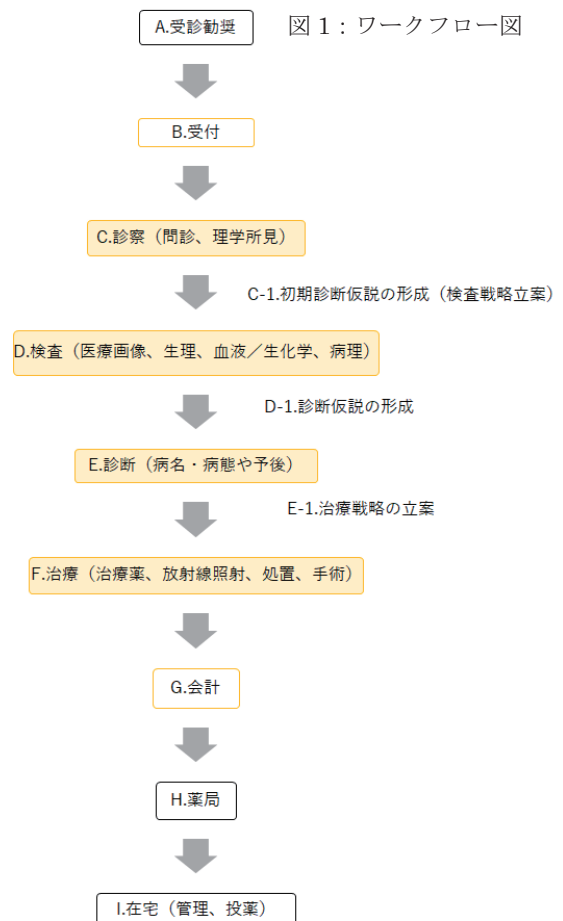 A.受診勧奨
図1：ワークフロー図
B.受付
C.診察（問診、理学所見）
C-1.初期診断仮説の形成（検査戦略立案）
D.検査（医療画像、生理、血液／生化学、病理）
D-1.診断仮説の形成
E.診断（病名・病態や予後）
E-1.治療戦略の立案
F.治療（治療薬、放射線照射、処置、手術）
G.会計
H.薬局
I.在宅（管理、投薬）